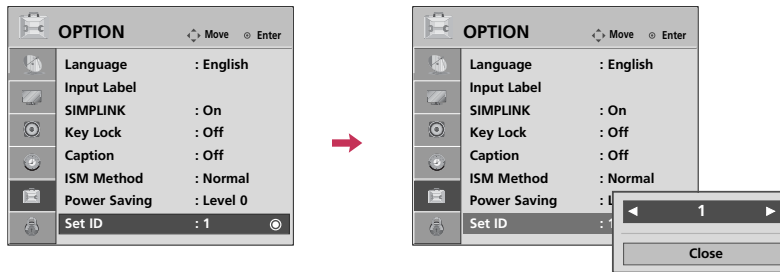 OPTION Move Enter
Language : English
Input Label
SIMPLINK : On
Key Lock : Off
Caption : Off
ISM Method : Normal
Power Saving : Level 0
Set ID : 1
OPTION Move Enter
Language : English
Input Label
SIMPLINK : On
Key Lock : Off
Caption : Off
ISM Method : Normal
Power Saving :
Set ID : 1
◄ 1 ►
Close